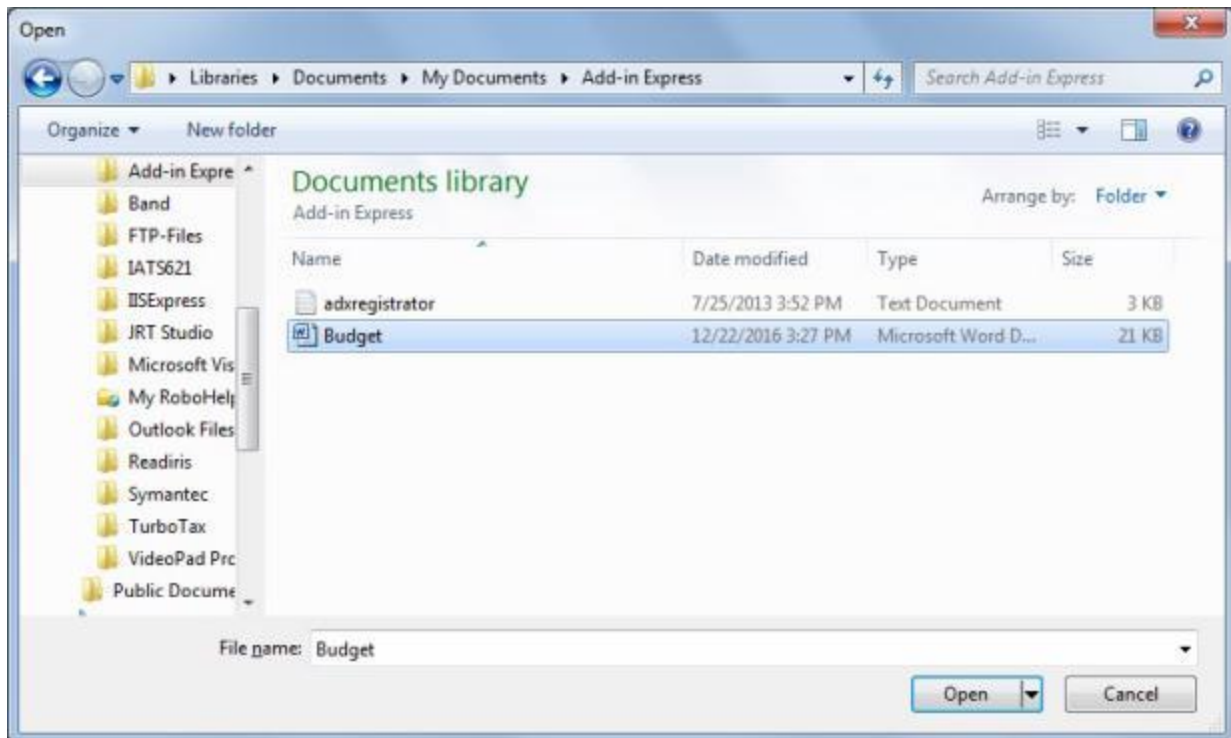 Open
Libraries Documents My Documents Add-in Express Search Add-in Express
Organize New folder
Add-in Expre
Band
FTP-Files
IATS621
IISExpress
JRT Studio
Microsoft Vis
My RoboHelp
Outlook Files
Readiris
Symantec
TurboTax
VideoPad Prc
Public Docume
Documents library
Add-in Express
Arrange by: Folder
Name Date modified Type Size
adxregistrator 7/25/2013 3:52 PM Text Document 3 KB
Budget 12/22/2016 3:27 PM Microsoft Word D... 21 KB
File name: Budget
Open Cancel